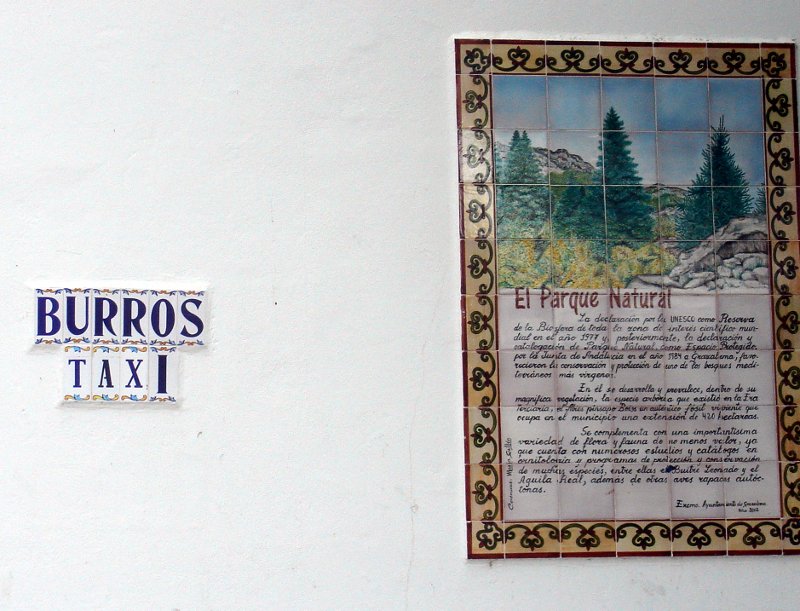 BURROS
TAXI
El Parque Natural
La declaración por la UNESCO como Reserva
de la Biosfera de toda la zona de interés científico mun-
dial en el año 1977 y, posteriormente, la declaración y
catalogación de Parque Natural, como Espacio Protegido
por la Junta de Andalucía en el año 1984 a Grazalema, favo-
recieron la conservación y protección de uno de los bosques medi-
terráneos más vírgenes.
En el se desarrolla y prevalece, dentro de su
magnífica vegetación, la especie arbórea que existió en la Era
Terciaria, el Abies pinsapo Boiss un auténtico fósil viviente que
ocupa en el municipio una extensión de 420 hectáreas.
Se complementa con una importantísima
variedad de flora y fauna de no menos valor, ya
que cuenta con numerosos estudios y catálogos en
ornitología y programas de protección y conservación
de muchas especies, entre ellas el Buitre Leonado y el
Aguila Real, además de otras aves rapaces autóc-
tonas.
Excmo. Ayuntamiento de Grazalema